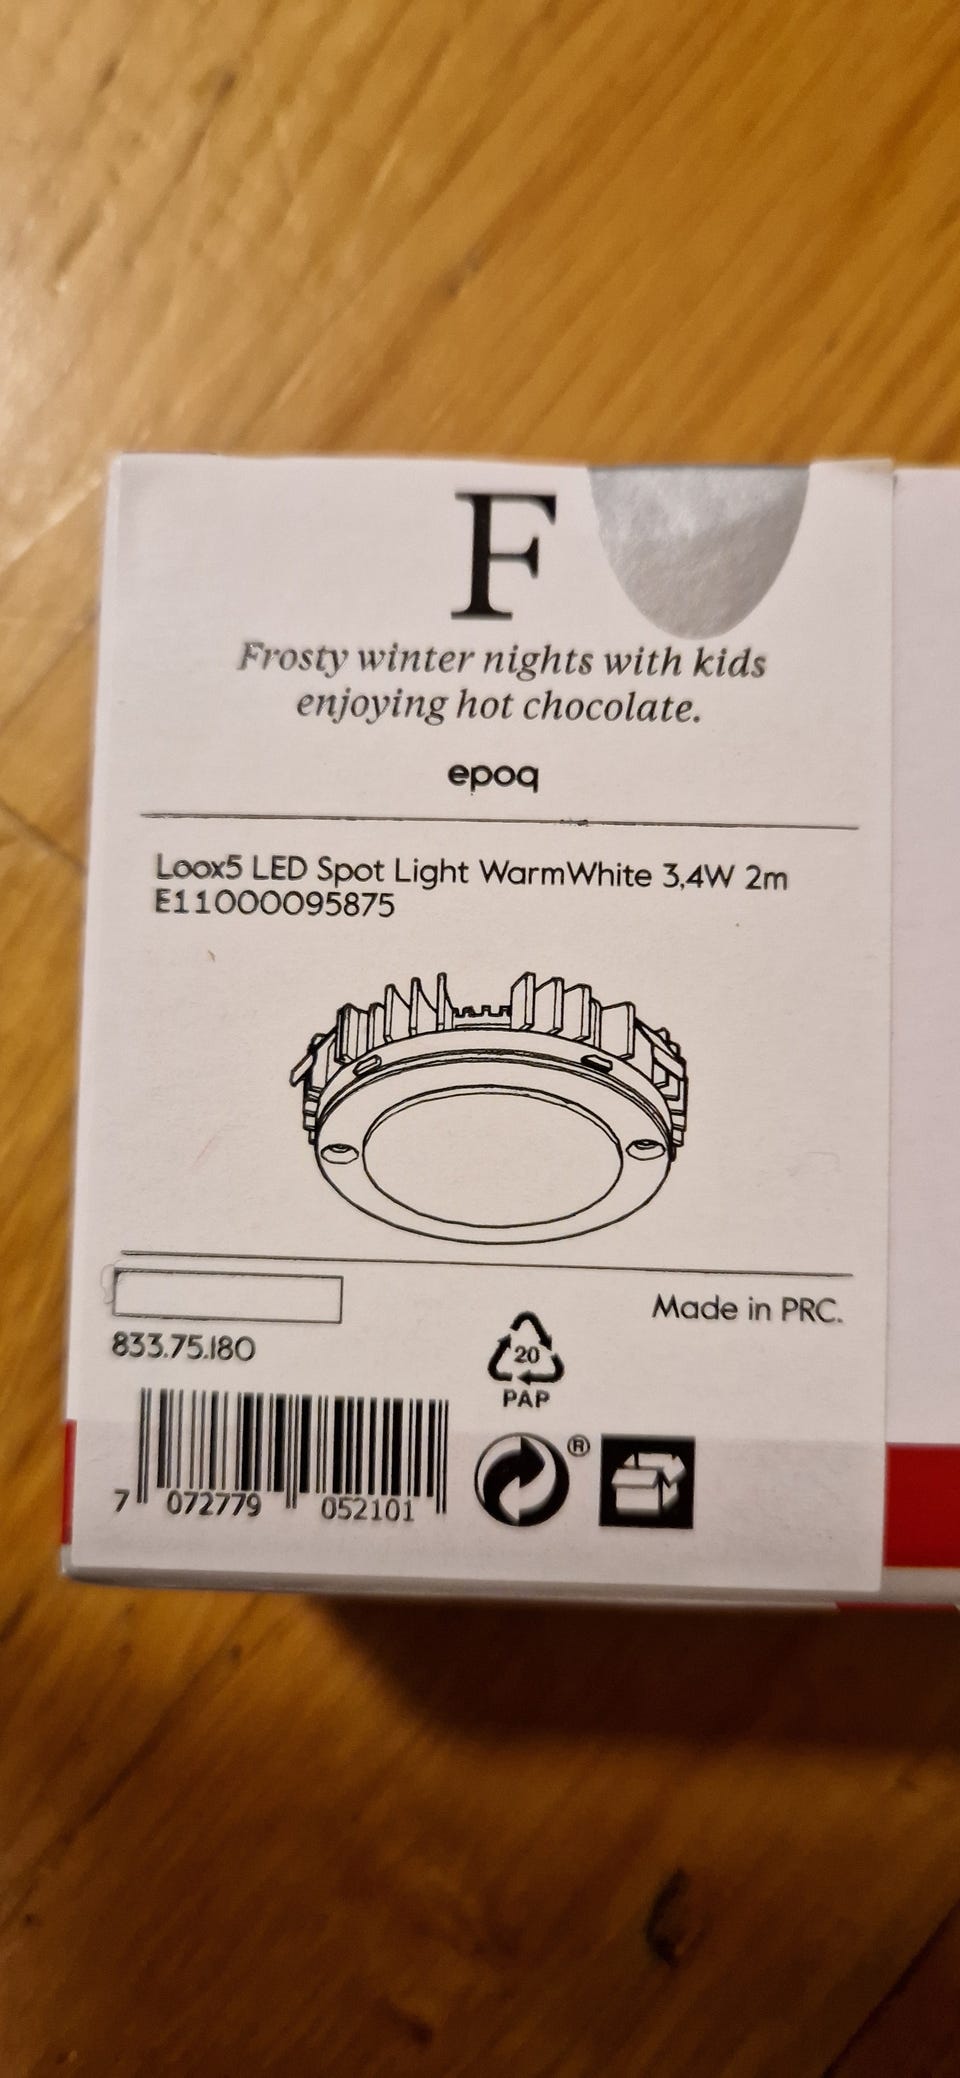 F
Frosty winter nights with kids
enjoying hot chocolate.
epoq
Loox5 LED Spot Light WarmWhite 3,4W 2m
E11000095875
Made in PRC.
833.75.180
20
PAP
®
7 072779 052101